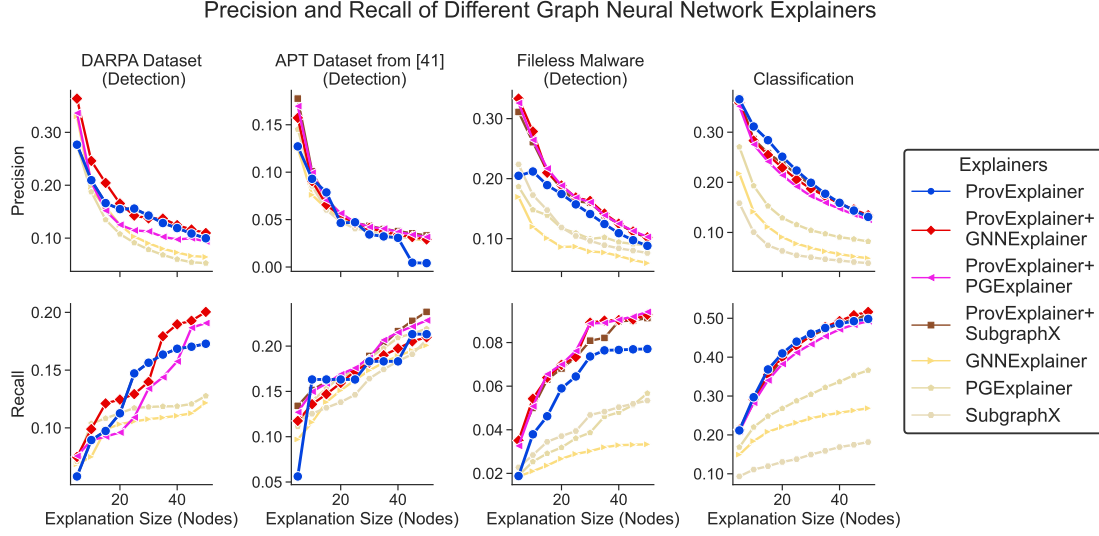 Precision and Recall of Different Graph Neural Network Explainers
DARPA Dataset
(Detection)
APT Dataset from [41]
(Detection)
Fileless Malware
(Detection)
Classification
Precision
0.30
0.20
0.10
0.15
0.10
0.05
0.00
0.30
0.20
0.10
0.30
0.20
0.10
Recall
0.20
0.15
0.10
0.20
0.15
0.10
0.05
0.08
0.06
0.04
0.02
0.50
0.40
0.30
0.20
0.10
20 40
20 40
20 40
20 40
Explanation Size (Nodes)
Explanation Size (Nodes)
Explanation Size (Nodes)
Explanation Size (Nodes)
Explainers
ProvExplainer
ProvExplainer+
GNNExplainer
ProvExplainer+
PGExplainer
ProvExplainer+
SubgraphX
GNNExplainer
PGExplainer
SubgraphX